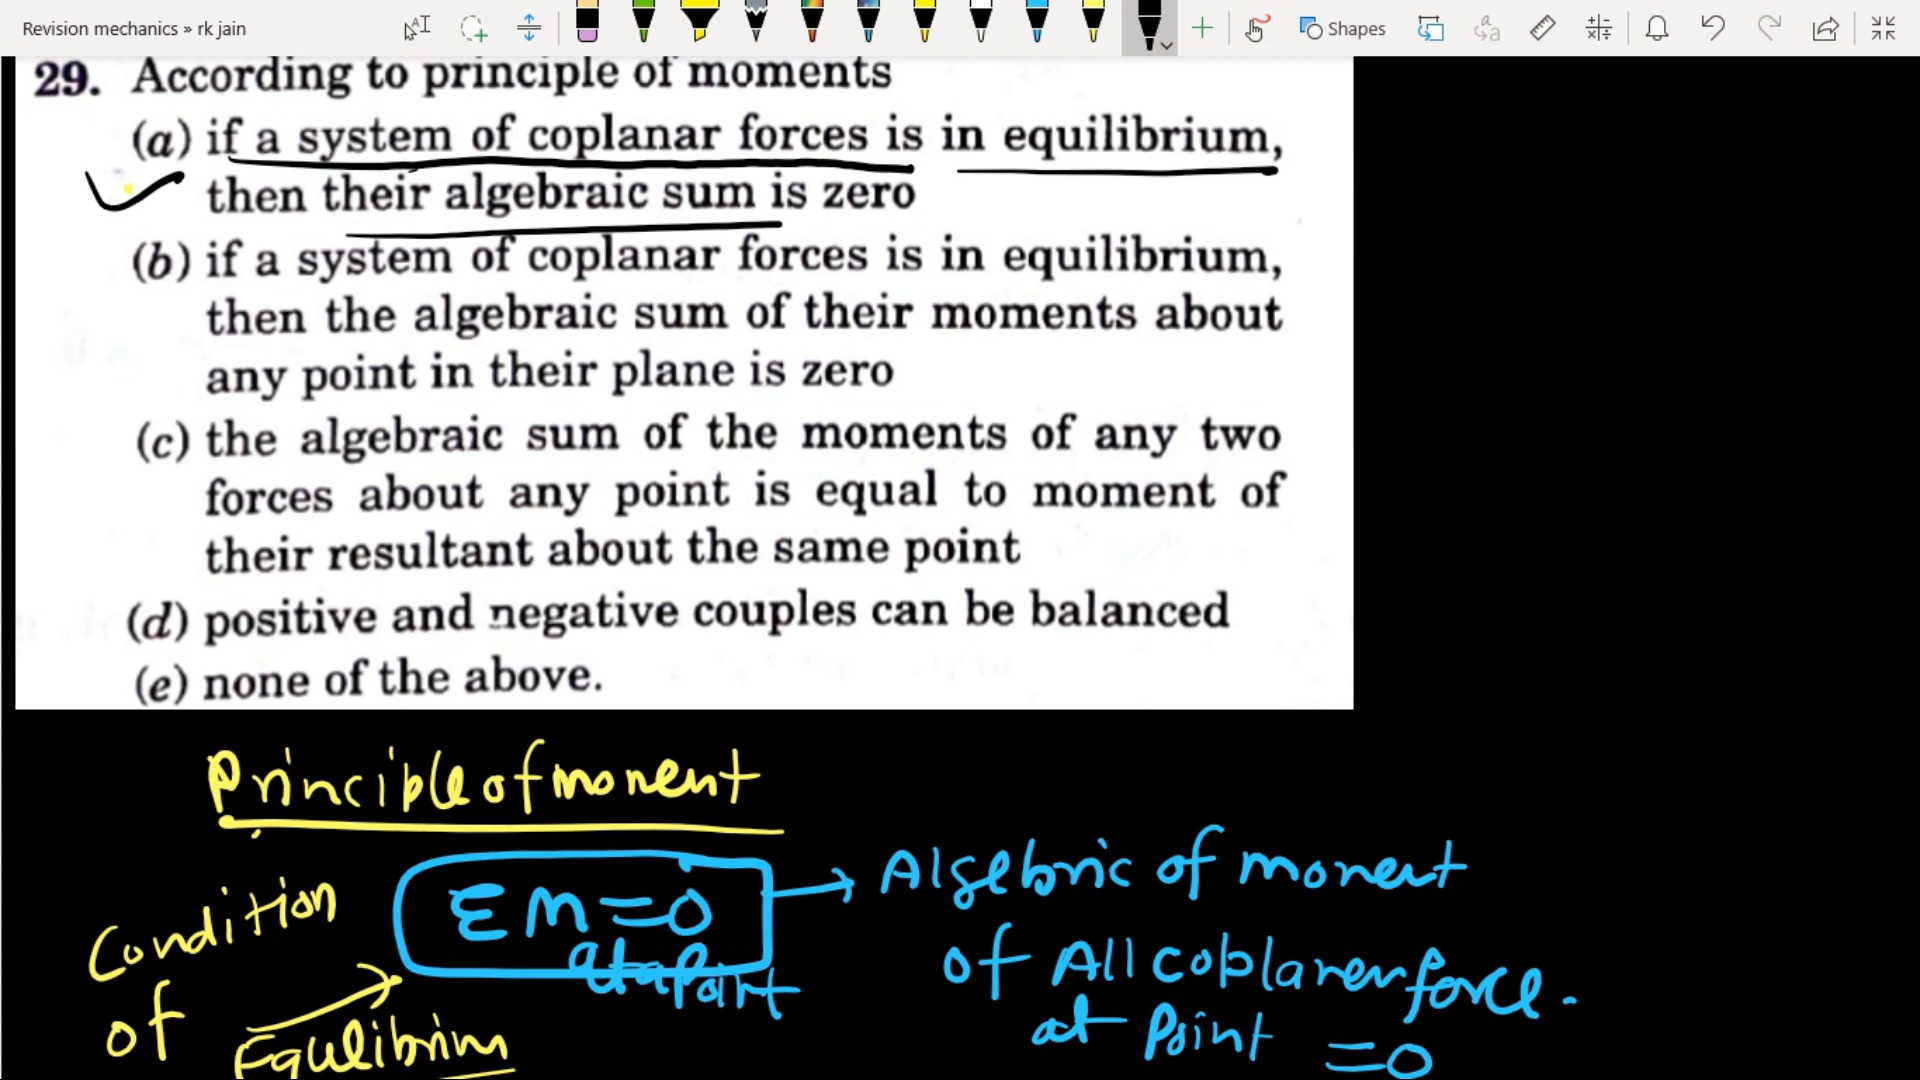 Revision mechanics » rk jain
Shapes
29. According to principle of moments
(a) if a system of coplanar forces is in equilibrium,
then their algebraic sum is zero
(b) if a system of coplanar forces is in equilibrium,
then the algebraic sum of their moments about
any point in their plane is zero
(c) the algebraic sum of the moments of any two
forces about any point is equal to moment of
their resultant about the same point
(d) positive and negative couples can be balanced
(e) none of the above.
Principle of moment
Condition
of
Equlibrim
ΣM=0
at a Point
Algebric of moment
of All coplaner force.
at Point =0